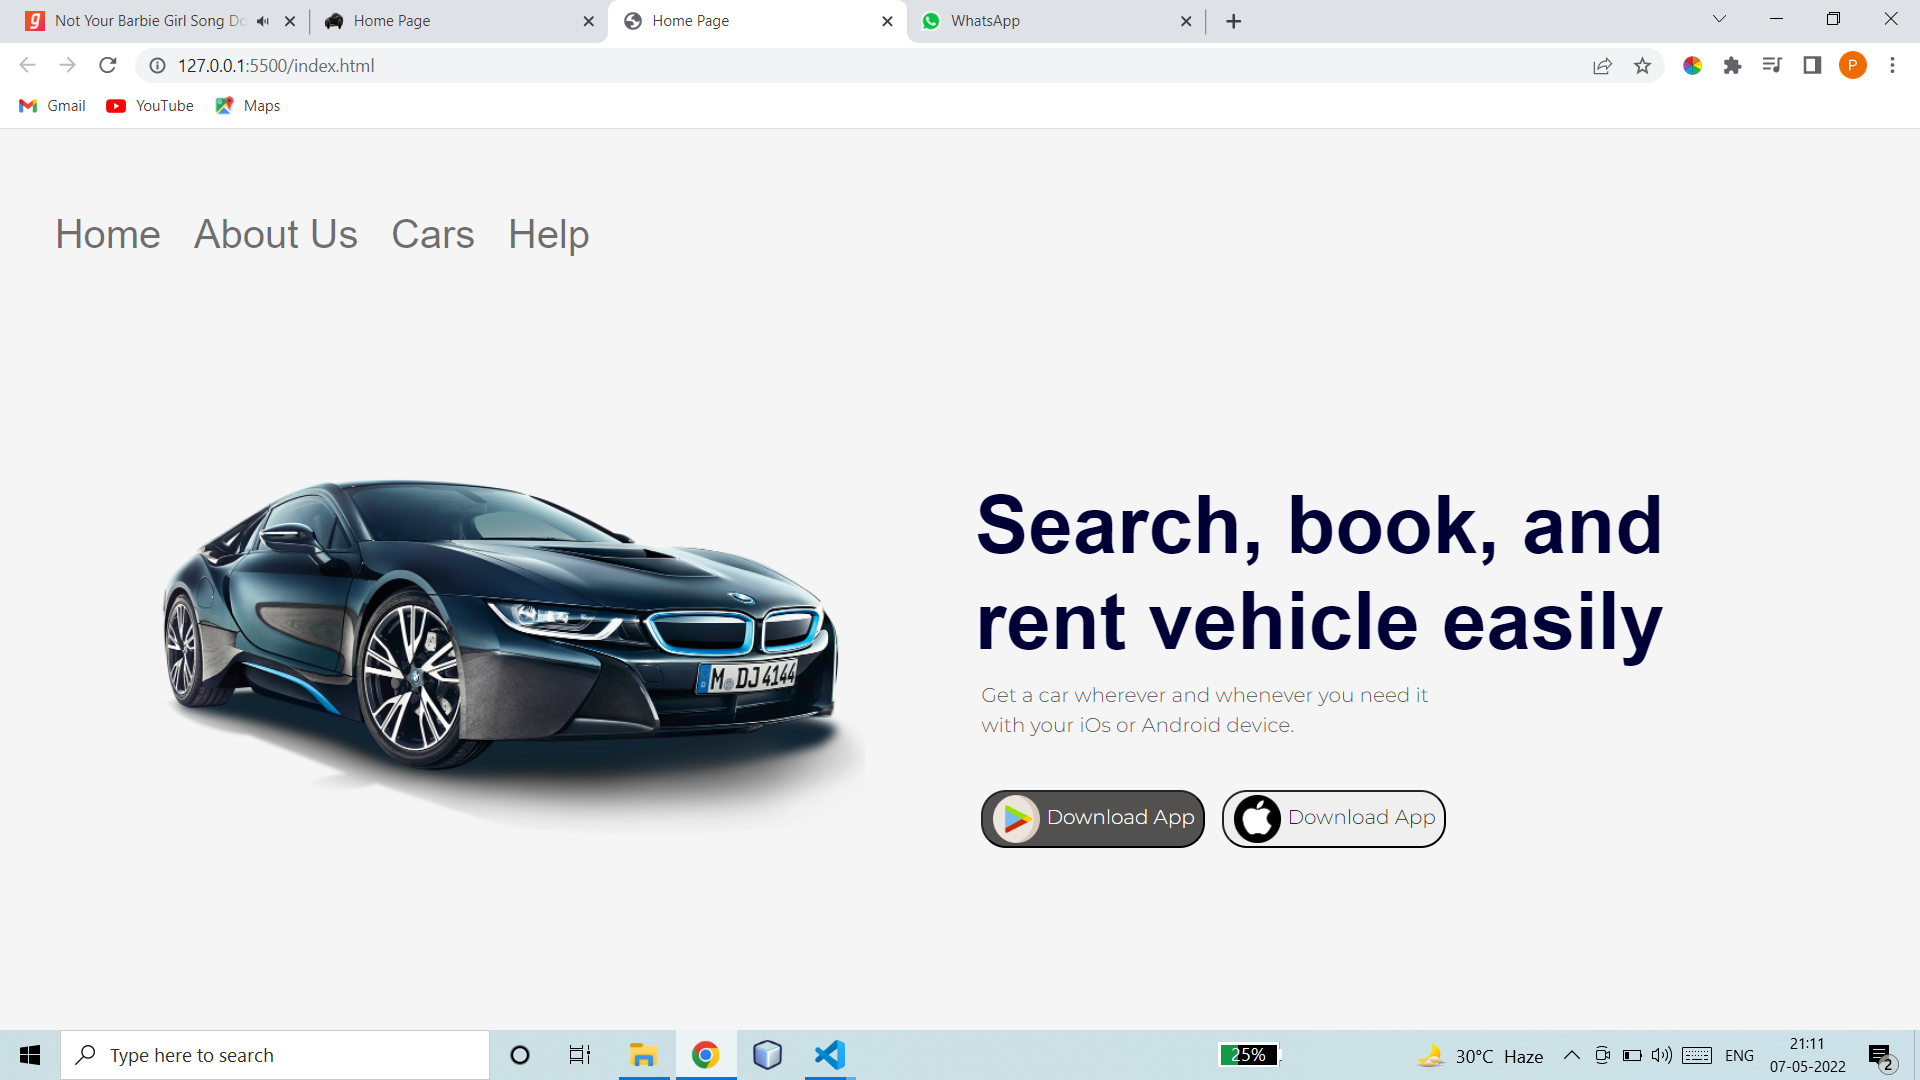 Not Your Barbie Girl Song Do
Home Page
Home Page
WhatsApp
127.0.0.1:5500/index.html
P
Gmail
YouTube
Maps
Home About Us Cars Help
Search, book, and
rent vehicle easily
Get a car wherever and whenever you need it
with your iOs or Android device.
Download App
Download App
M DJ 4144
Type here to search
25%
30°C Haze
ENG
21:11
07-05-2022
2